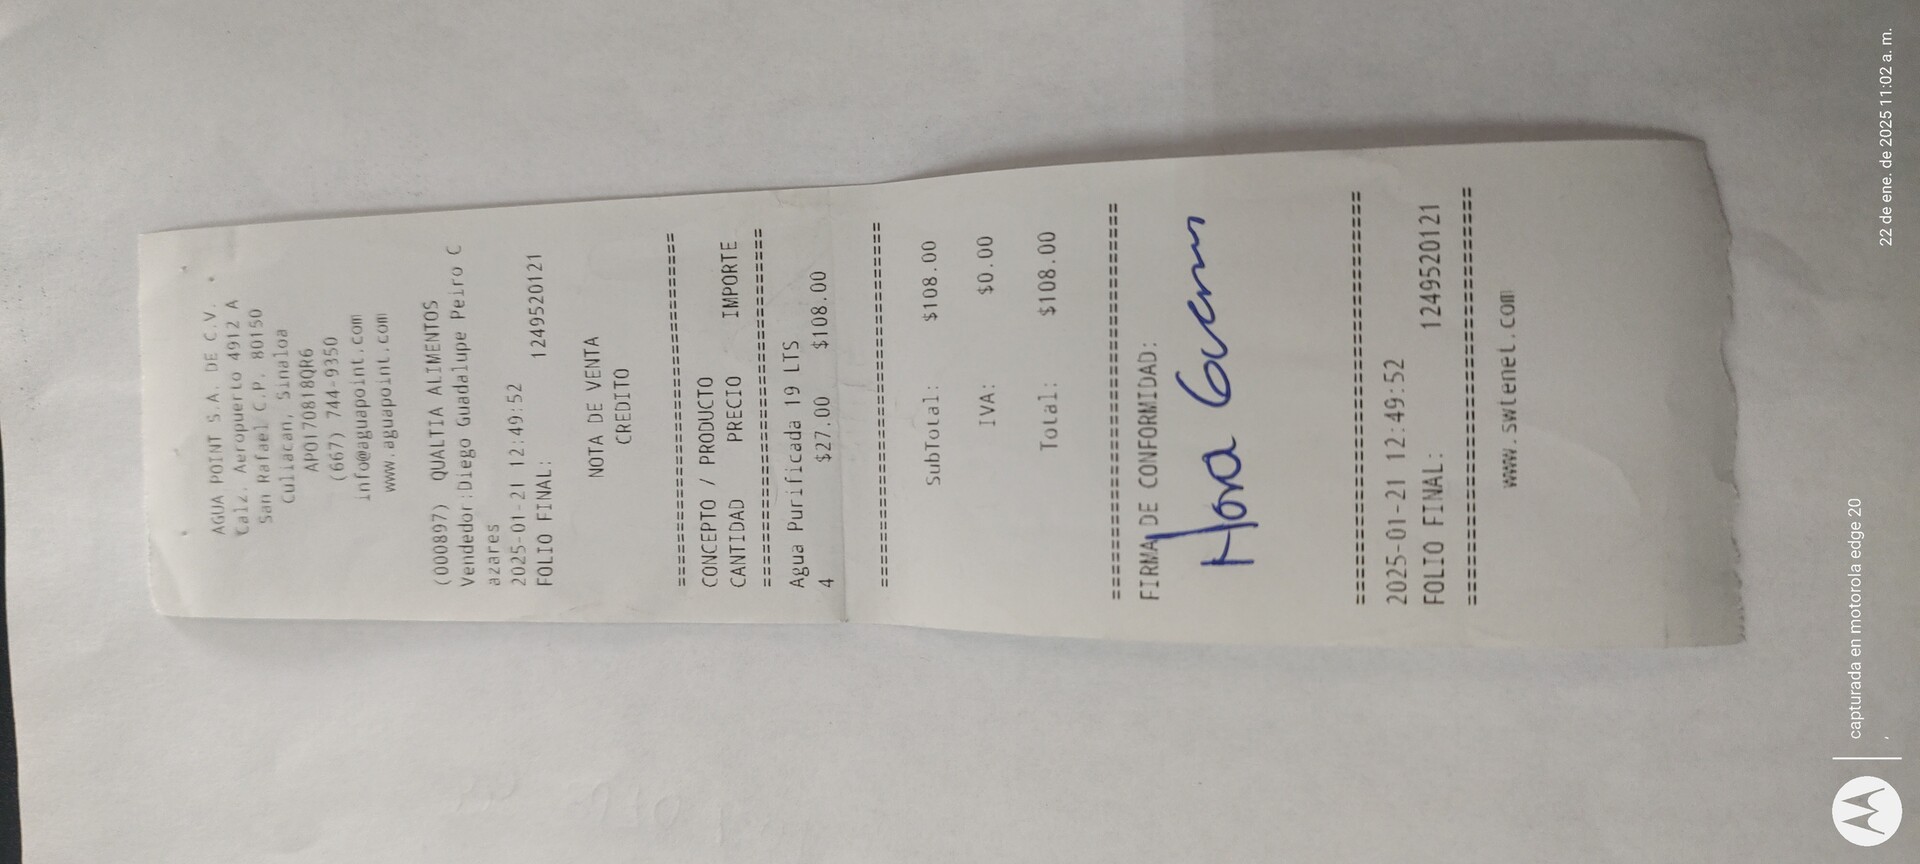 AGUA POINT S.A. DE C.V.
Calz. Aeropuerto 4912 A
San Rafael C.P. 80150
Culiacan, Sinaloa
APO170818QR6
(667) 744-9350
info@aguapoint.com
www.aguapoint.com
(000897) QUALTIA ALIMENTOS
Vendedor:Diego Guadalupe Peiro C
azares
2025-01-21 12:49:52
FOLIO FINAL: 1249520121
NOTA DE VENTA
CREDITO
================================
CONCEPTO / PRODUCTO
CANTIDAD PRECIO IMPORTE
================================
Agua Purificada 19 LTS
4 $27.00 $108.00
================================
SubTotal: $108.00
IVA: $0.00
Total: $108.00
================================
FIRMA DE CONFORMIDAD:
================================
2025-01-21 12:49:52
FOLIO FINAL: 1249520121
================================
www.swtenet.com
capturada en motorola edge 20
22 de ene. de 2025 11:02 a. m.